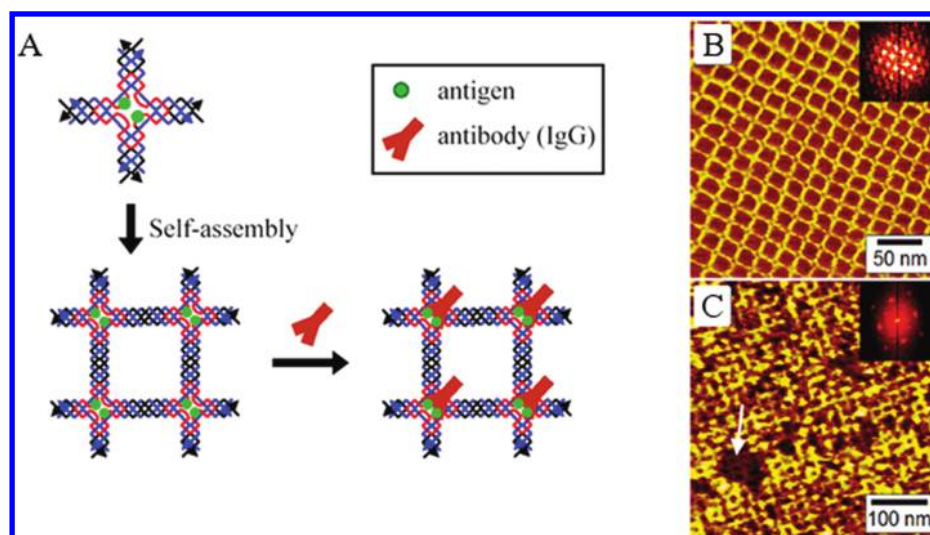 A
antigen
antibody (IgG)
Self-assembly
B
50 nm
C
100 nm